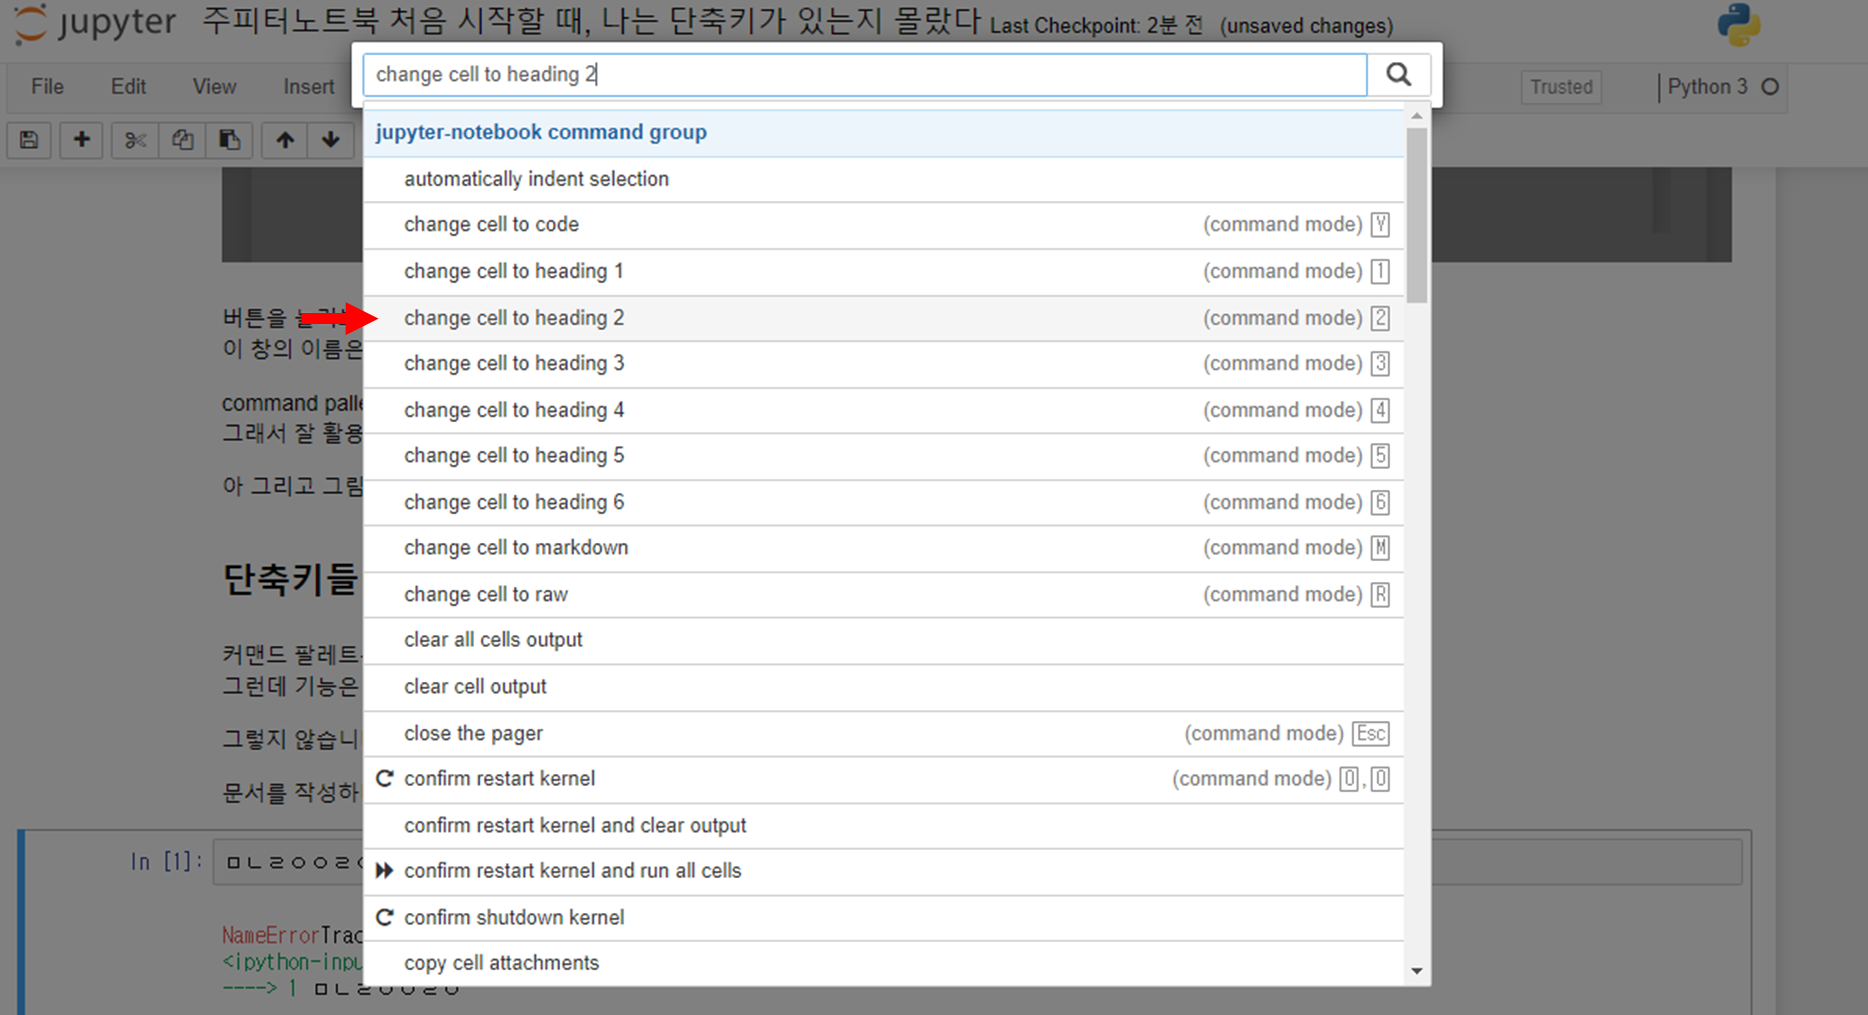 jupyter 주피터노트북 처음 시작할 때, 나는 단축키가 있는지 몰랐다 Last Checkpoint: 2분 전 (unsaved changes)
change cell to heading 2
File Edit View Insert Trusted Python 3
jupyter-notebook command group
automatically indent selection
change cell to code (command mode) Y
change cell to heading 1 (command mode) 1
버튼을
change cell to heading 2 (command mode) 2
이 창의 이름은
change cell to heading 3 (command mode) 3
command palle
change cell to heading 4 (command mode) 4
그래서 잘 활용
change cell to heading 5 (command mode) 5
아 그리고 그림
change cell to heading 6 (command mode) 6
change cell to markdown (command mode) M
단축키들
change cell to raw (command mode) R
clear all cells output
커맨드 팔레트
그런데 기능은
clear cell output
그렇지 않습니
close the pager (command mode) Esc
문서를 작성하
confirm restart kernel (command mode) 0,0
confirm restart kernel and clear output
In [1]: ㅁㄴㄹㅇㅇㄹ
confirm restart kernel and run all cells
confirm shutdown kernel
NameErrorTrac
<ipython-inpu
copy cell attachments
----> 1 ㅁㄴㄹㅇㅇㄹㅇ